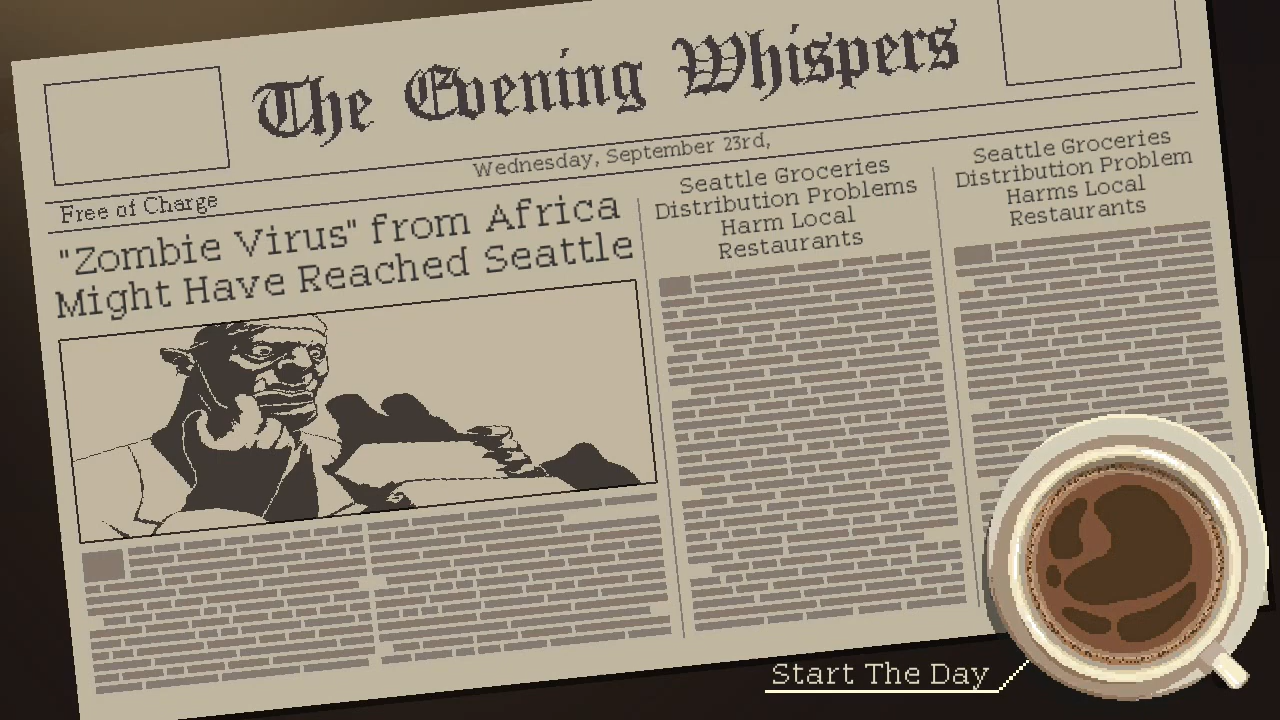 The Evening Whispers
Wednesday, September 23rd,
Free of Charge
"Zombie Virus" from Africa
Might Have Reached Seattle
Seattle Groceries
Distribution Problems
Harm Local
Restaurants
Seattle Groceries
Distribution Problem
Harms Local
Restaurants
Start The Day